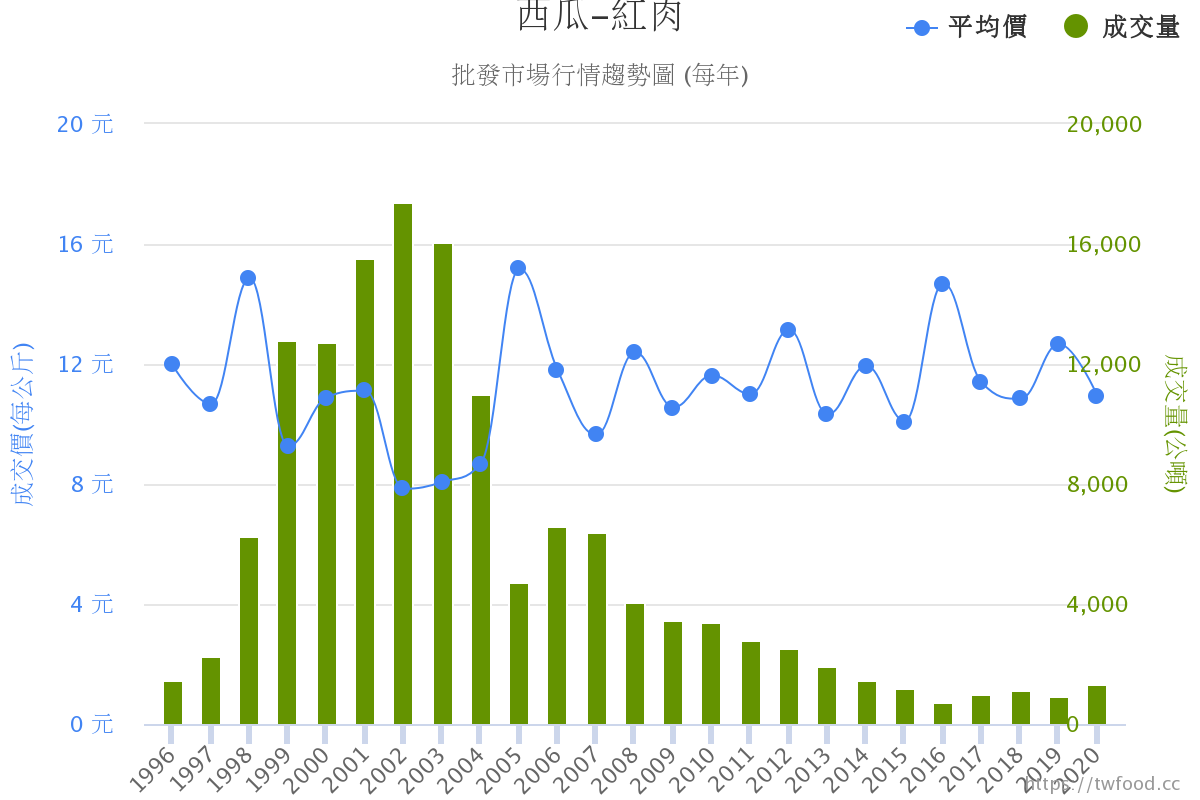 西瓜–紅肉
平均價 成交量
批發市場行情趨勢圖 (每年)
20 元 20,000
16 元 16,000
12 元 12,000
8 元 8,000
4 元 4,000
0 元 0
成交價(每公斤)
成交量(公噸)
1996 1997 1998 1999 2000 2001 2002 2003 2004 2005 2006 2007 2008 2009 2010 2011 2012 2013 2014 2015 2016 2017 2018 2019 2020
https://twfood.cc